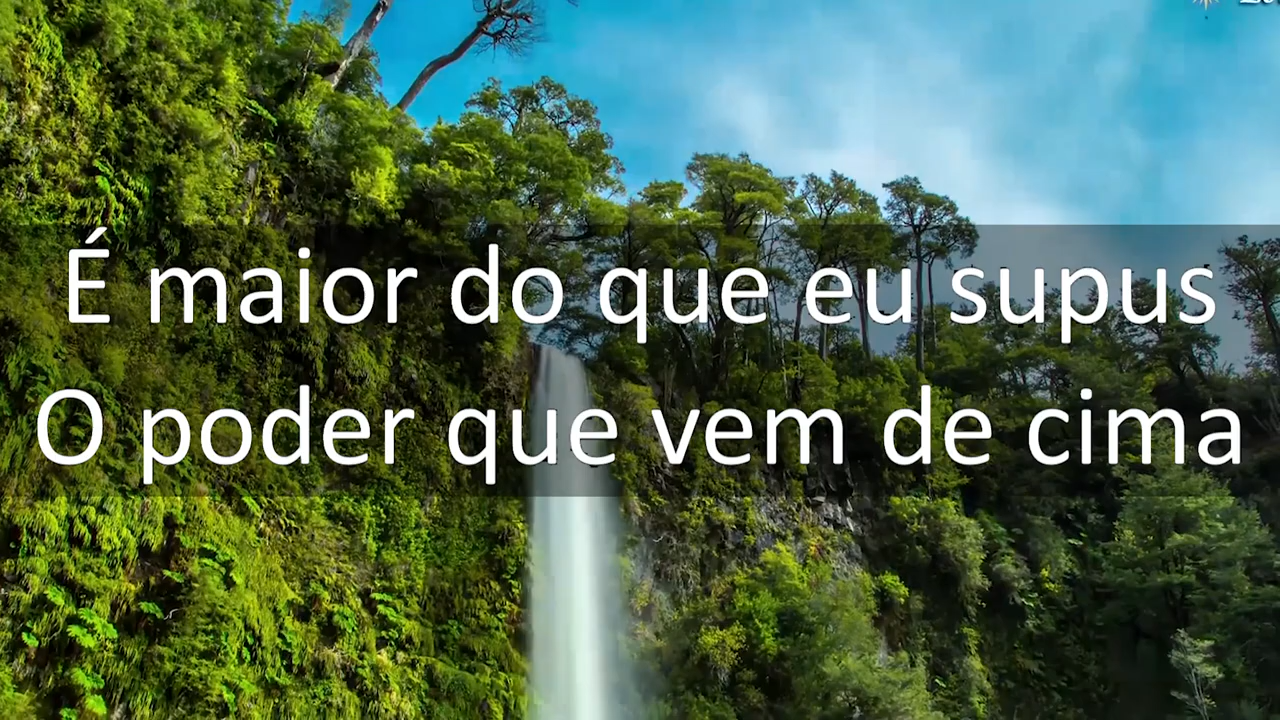 É maior do que eu supus
O poder que vem de cima